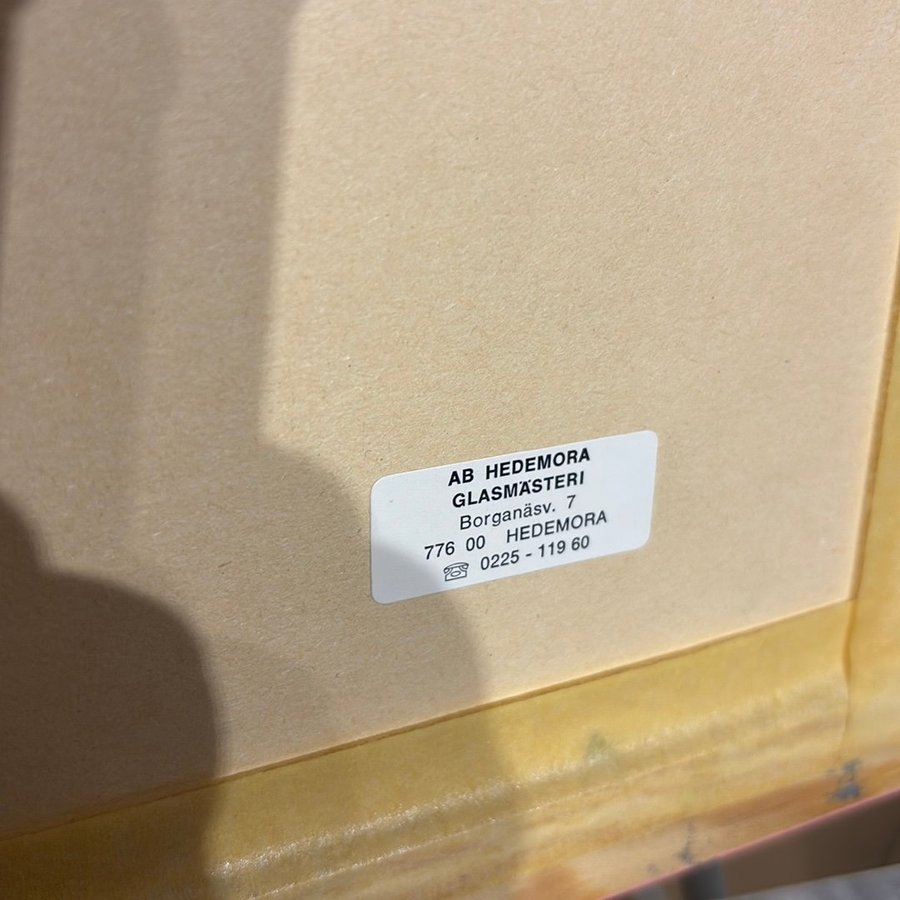 AB HEDEMORA
GLASMÄSTERI
Borganäsv. 7
776 00 HEDEMORA
☏ 0225 - 119 60